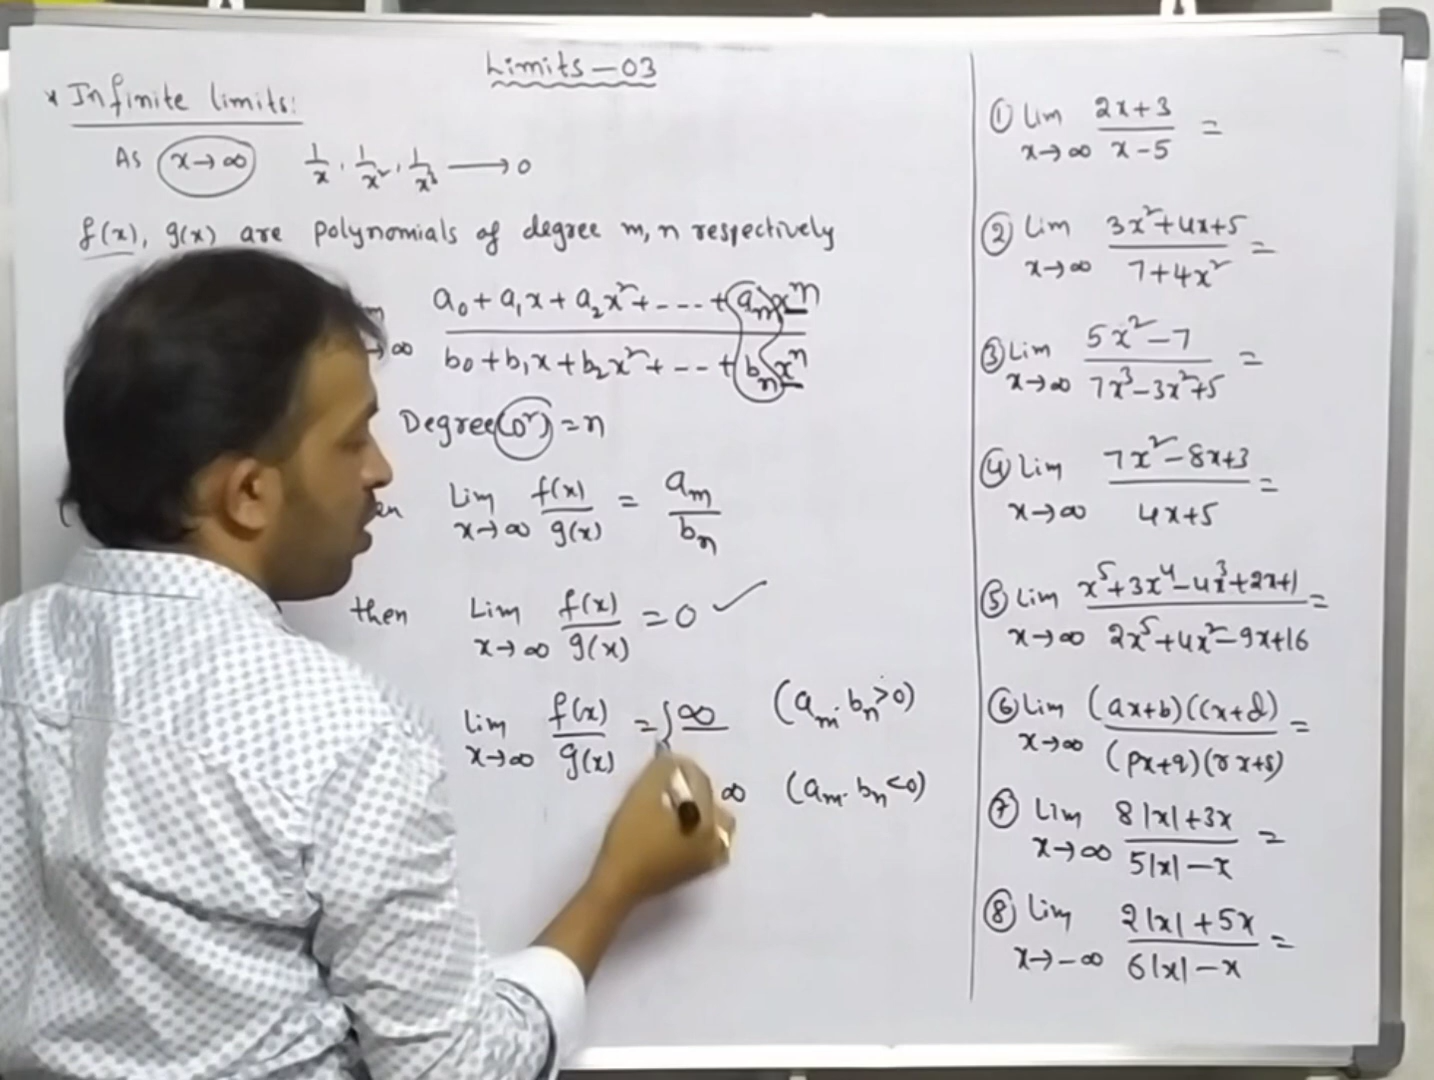 Limits - 03
* Infinite limits:
As x→∞ 1/x, 1/x², 1/x³ ⟶ 0
f(x), g(x) are polynomials of degree m, n respectively
→∞ (a₀ + a₁x + a₂x² + ---- + aₘxᵐ) / (b₀ + b₁x + b₂x² + --- + bₙxⁿ)
Degree (Dʳ) = n
Lim x→∞ f(x)/g(x) = aₘ/bₙ
then Lim x→∞ f(x)/g(x) = 0 ✓
Lim x→∞ f(x)/g(x) = { ∞ (aₘ. bₙ > 0)
∞ (aₘ. bₙ < 0)
① Lim x→∞ (2x+3)/(x-5) =
② Lim x→∞ (3x²+4x+5)/(7+4x²) =
③ Lim x→∞ (5x²-7)/(7x³-3x²+5) =
④ Lim x→∞ (7x²-8x+3)/(4x+5) =
⑤ Lim x→∞ (x⁵+3x⁴-4x³+2x+1)/(2x⁵+4x²-9x+16) =
⑥ Lim x→∞ (ax+b)(cx+d)/(px+q)(rx+s) =
⑦ Lim x→∞ (8|x|+3x)/(5|x|-x) =
⑧ Lim x→-∞ (2|x|+5x)/(6|x|-x) =